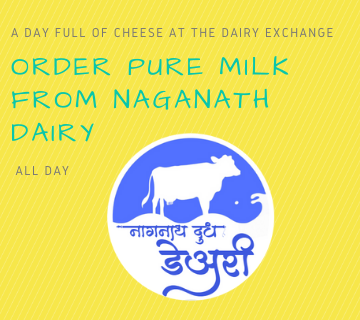 A DAY FULL OF CHEESE AT THE DAIRY EXCHANGE
ORDER PURE MILK
FROM NAGANATH
DAIRY
ALL DAY
नागनाथ दुध
डेअरी